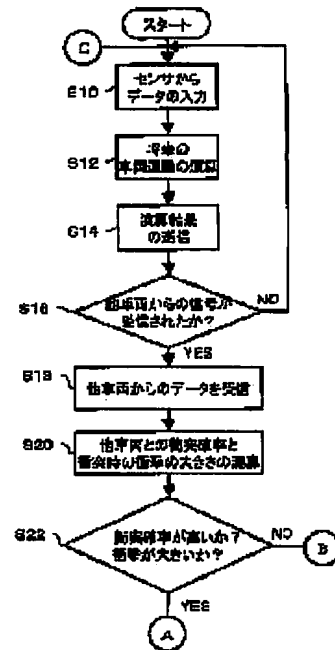 スタート
C
S10
センサから
データの入力
S12
自車の
車両運動の演算
S14
演算結果
の送信
S16
他車両からの信号が
受信されたか?
NO
YES
S18
他車両からのデータを受信
S20
他車両との衝突確率と
衝突時の衝撃の大きさの演算
S22
衝突確率が高いか?
衝撃が大きいか?
NO
B
YES
A